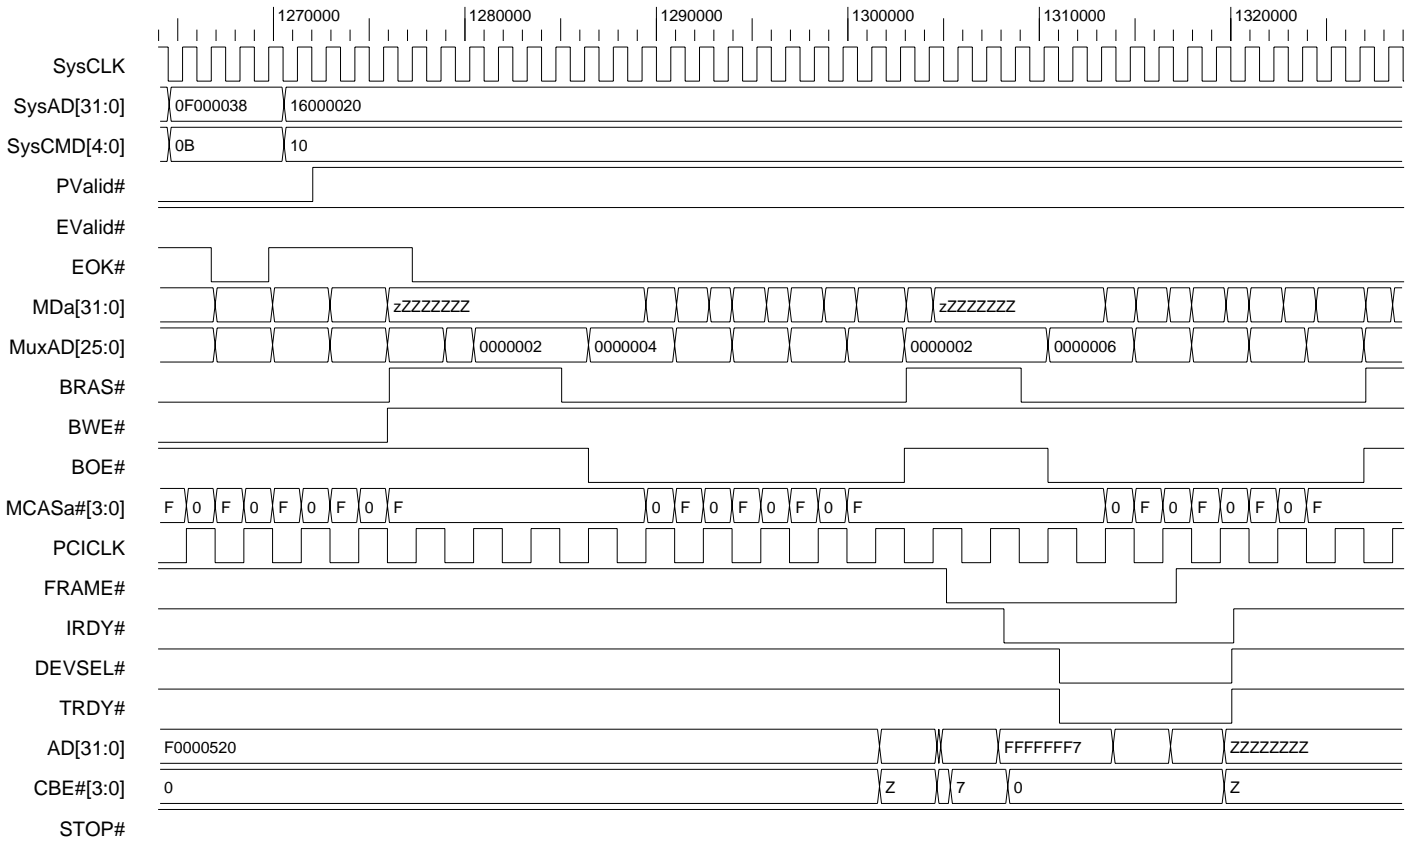 1270000 1280000 1290000 1300000 1310000 1320000
SysCLK
SysAD[31:0] 0F000038 16000020
SysCMD[4:0] 0B 10
PValid#
EValid#
EOK#
MDa[31:0] zZZZZZZZ zZZZZZZZ
MuxAD[25:0] 0000002 0000004 0000002 0000006
BRAS#
BWE#
BOE#
MCASa#[3:0] F 0 F 0 F 0 F 0 F 0 F 0 F 0 F 0 F 0 F 0 F 0 F 0 F
PCICLK
FRAME#
IRDY#
DEVSEL#
TRDY#
AD[31:0] F0000520 FFFFFFF7 ZZZZZZZZ
CBE#[3:0] 0 Z 7 0 Z
STOP#